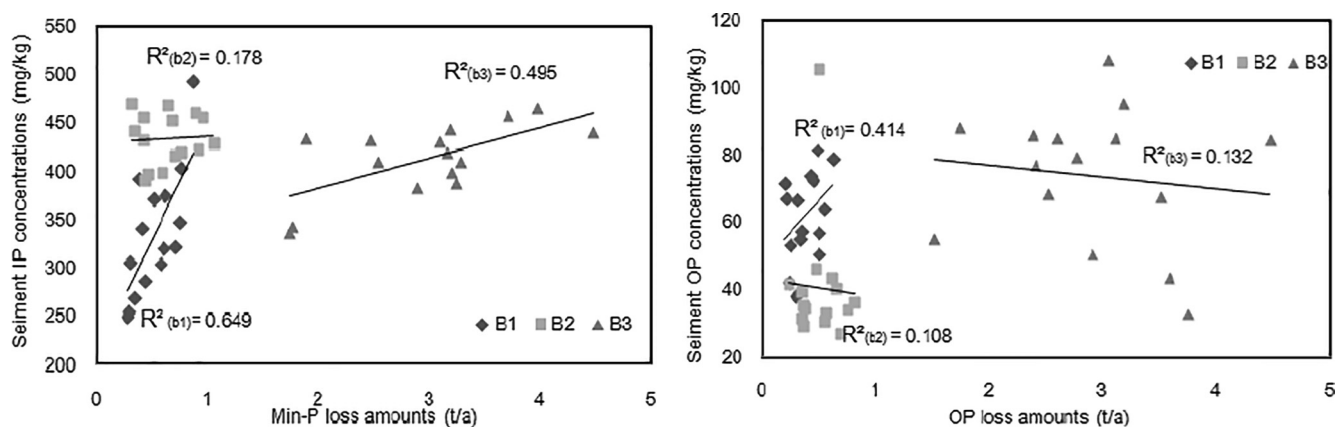 Seiment IP concentrations (mg/kg)
550
500
450
400
350
300
250
200
R²(b2) = 0.178
R²(b3) = 0.495
R² (b1) = 0.649
B1 B2 B3
0 1 2 3 4 5
Min-P loss amounts (t/a)
Seiment OP concentrations (mg/kg)
120
100
80
60
40
20
B1 B2 B3
R² (b1)=0.414
R²(b3) = 0.132
R²(b2) = 0.108
0 1 2 3 4 5
OP loss amounts (t/a)